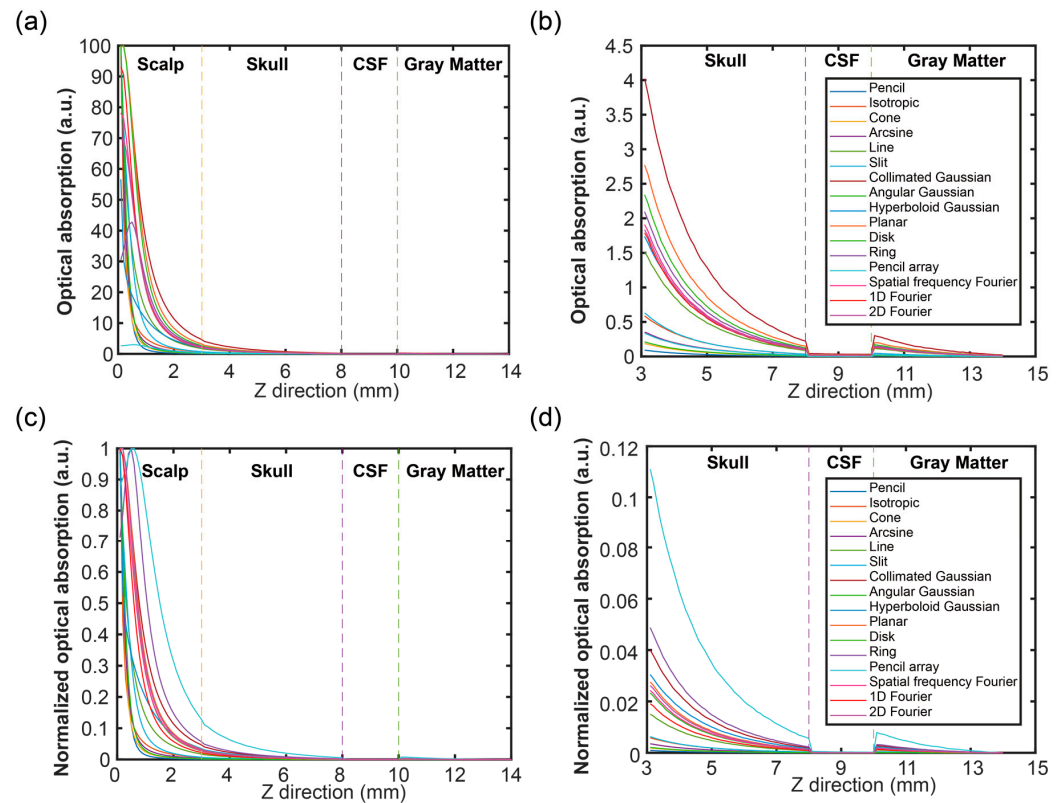 (a)
100
90
80
70
60
50
40
30
20
10
0
0 2 4 6 8 10 12 14
Optical absorption (a.u.)
Z direction (mm)
Scalp Skull CSF Gray Matter
(b)
4.5
4
3.5
3
2.5
2
1.5
1
0.5
0
3 5 7 9 11 13 15
Optical absorption (a.u.)
Z direction (mm)
Skull CSF Gray Matter
Pencil
Isotropic
Cone
Arcsine
Line
Slit
Collimated Gaussian
Angular Gaussian
Hyperboloid Gaussian
Planar
Disk
Ring
Pencil array
Spatial frequency Fourier
1D Fourier
2D Fourier
(c)
1
0.9
0.8
0.7
0.6
0.5
0.4
0.3
0.2
0.1
0
0 2 4 6 8 10 12 14
Normalized optical absorption (a.u.)
Z direction (mm)
Scalp Skull CSF Gray Matter
(d)
0.12
0.1
0.08
0.06
0.04
0.02
0
3 5 7 9 11 13 15
Normalized optical absorption (a.u.)
Z direction (mm)
Skull CSF Gray Matter
Pencil
Isotropic
Cone
Arcsine
Line
Slit
Collimated Gaussian
Angular Gaussian
Hyperboloid Gaussian
Planar
Disk
Ring
Pencil array
Spatial frequency Fourier
1D Fourier
2D Fourier